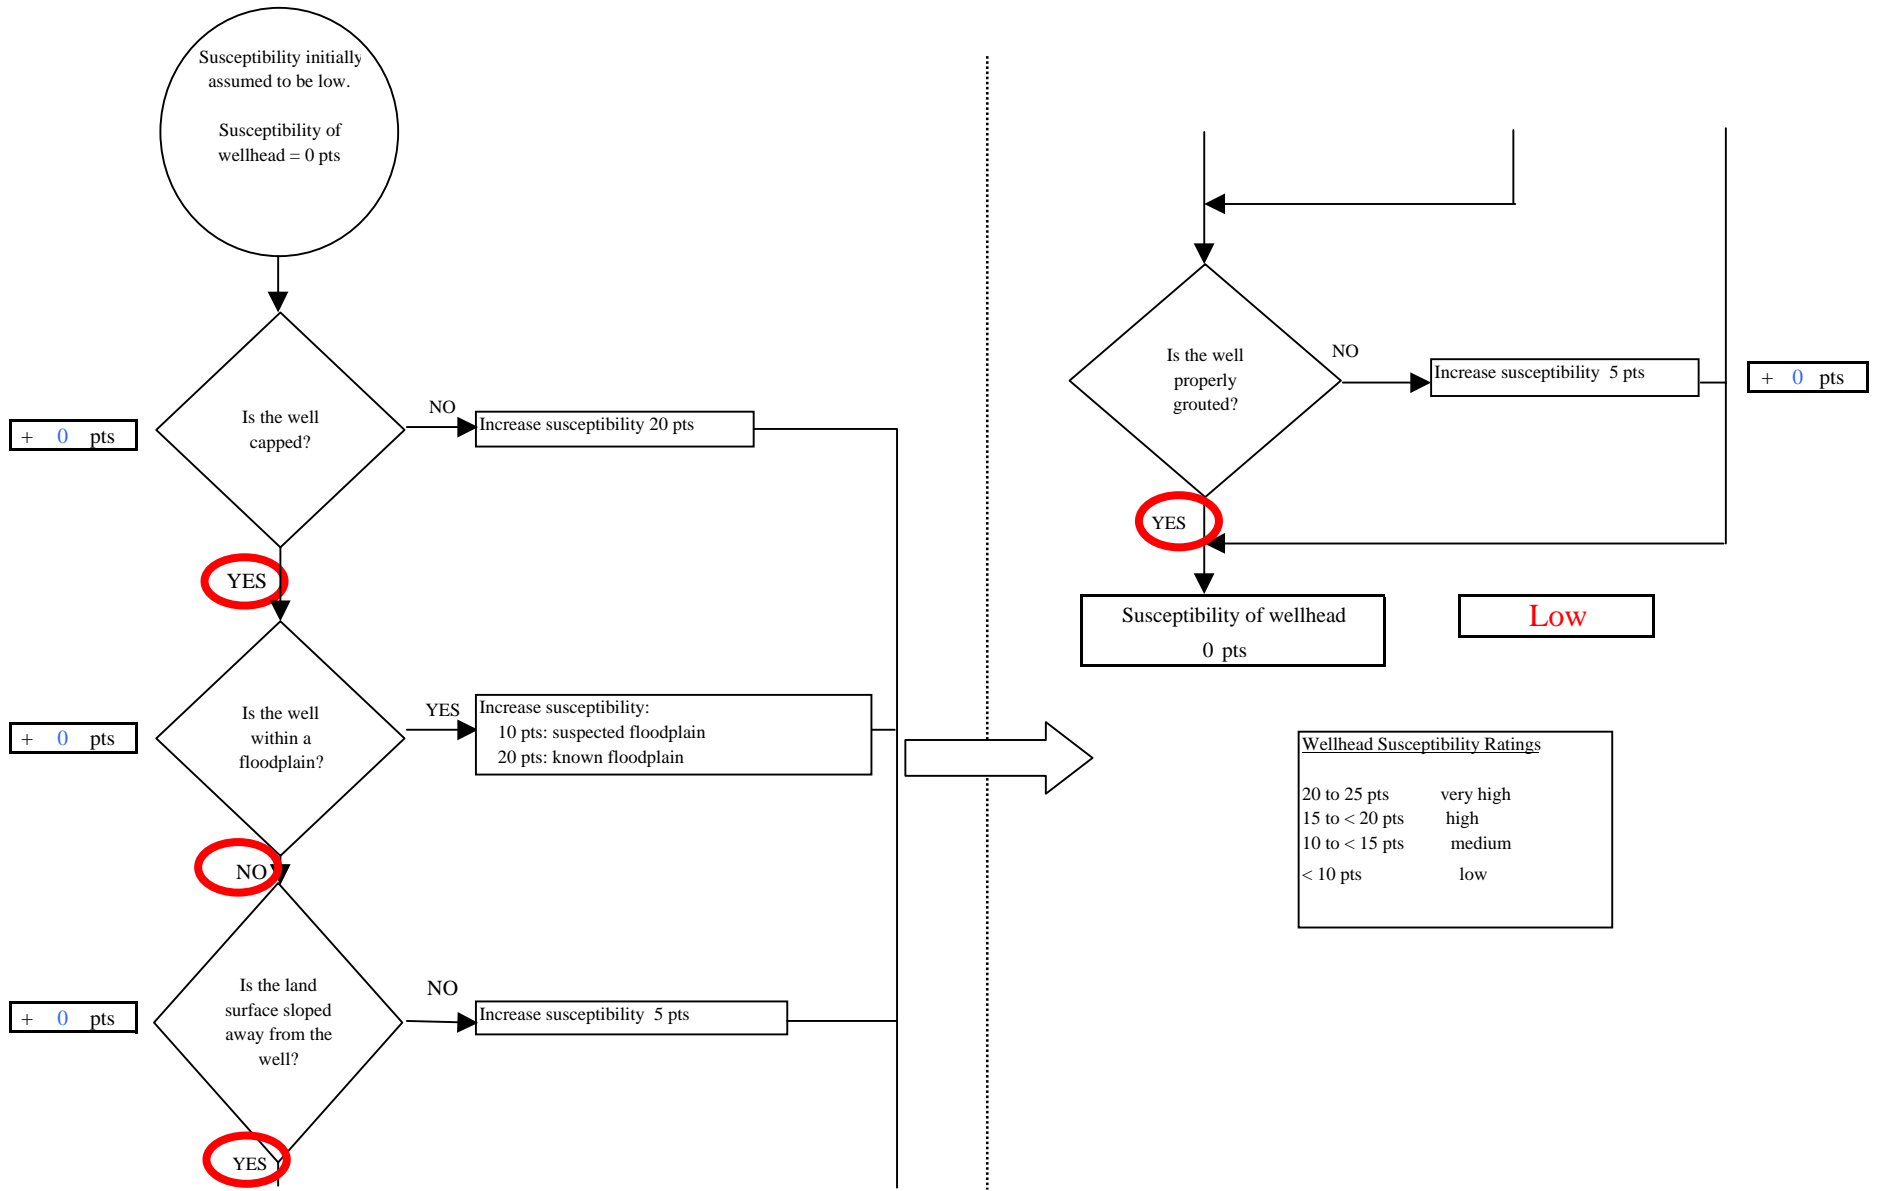 Susceptibility initially
assumed to be low.
Susceptibility of
wellhead = 0 pts
Is the well
capped?
NO
Increase susceptibility 20 pts
+ 0 pts
YES
Is the well
within a
floodplain?
YES
Increase susceptibility:
10 pts: suspected floodplain
20 pts: known floodplain
+ 0 pts
NO
Is the land
surface sloped
away from the
well?
NO
Increase susceptibility 5 pts
+ 0 pts
YES
Is the well
properly
grouted?
NO
Increase susceptibility 5 pts
+ 0 pts
YES
Susceptibility of wellhead
0 pts
Low
Wellhead Susceptibility Ratings
20 to 25 pts very high
15 to < 20 pts high
10 to < 15 pts medium
< 10 pts low